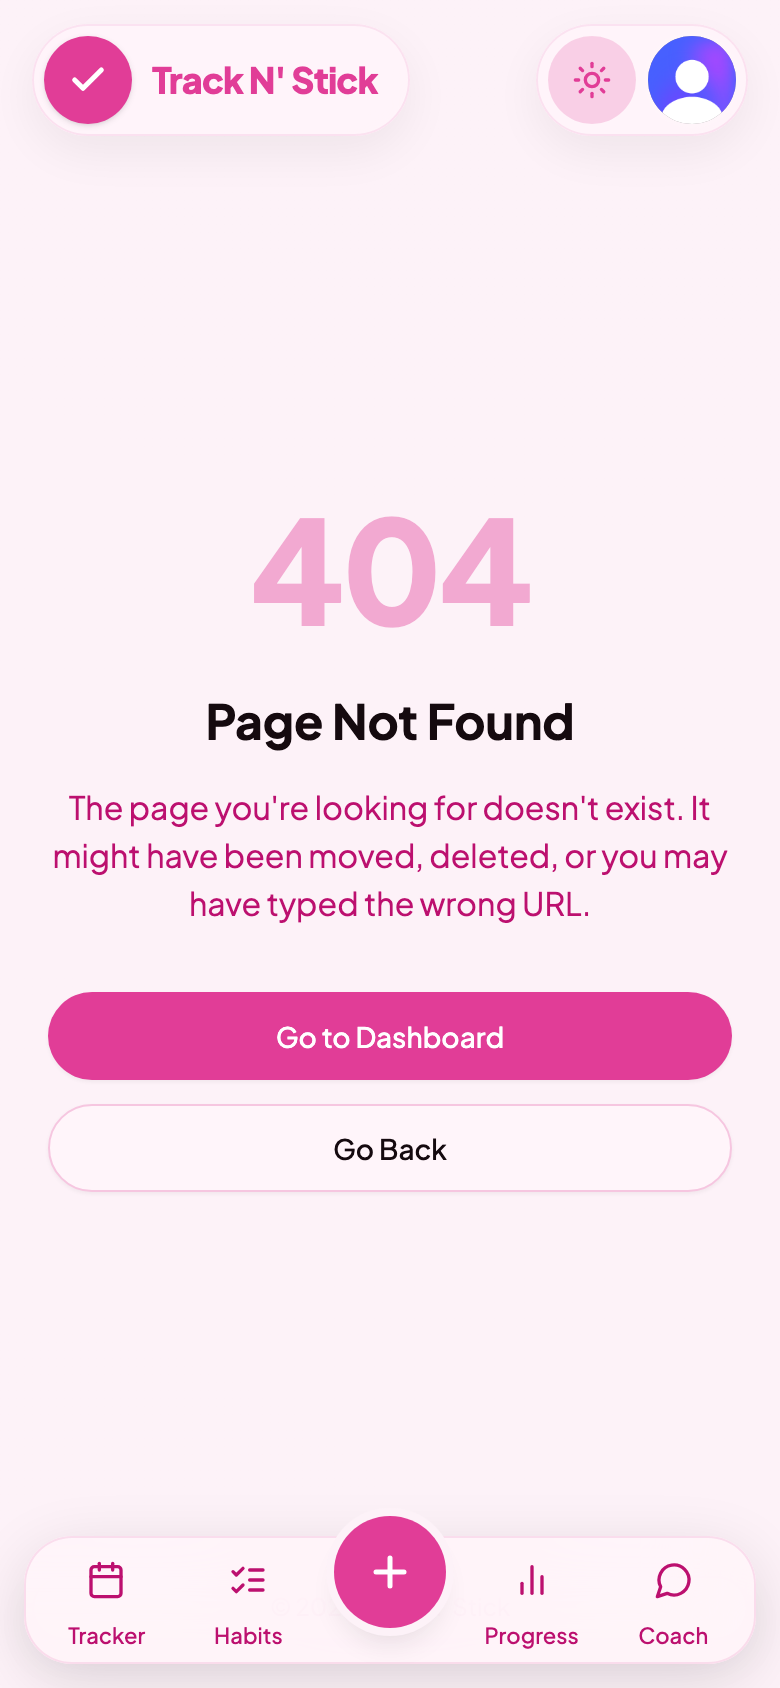 Track N' Stick
404
Page Not Found
The page you're looking for doesn't exist. It
might have been moved, deleted, or you may
have typed the wrong URL.
Go to Dashboard
Go Back
Tracker
Habits
Progress
Coach